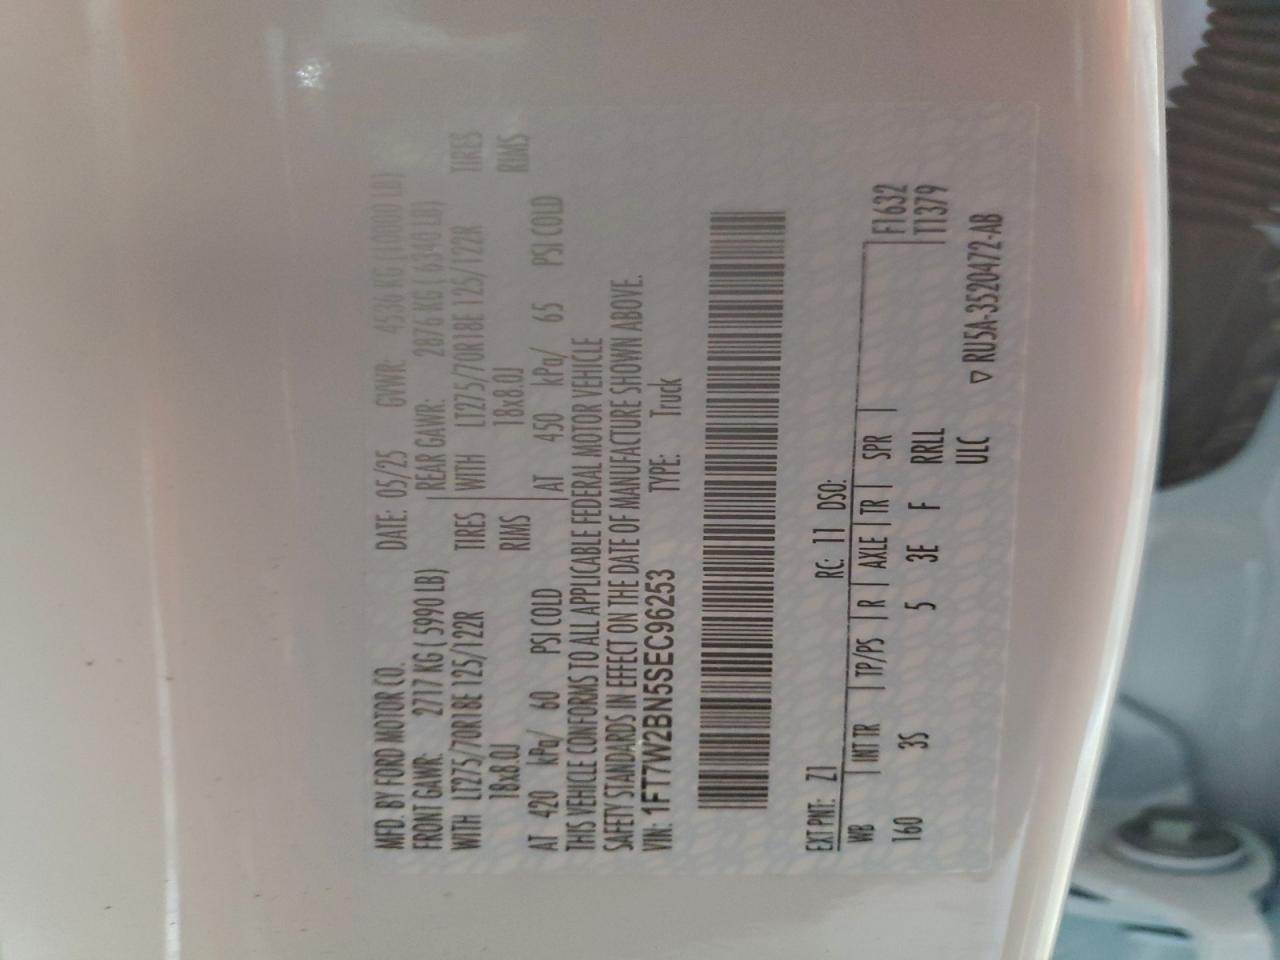 MFD. BY FORD MOTOR CO. DATE: 05/25 GVWR: 4536 KG (10000 LB)
FRONT GAWR: 2717 KG ( 5990 LB) REAR GAWR: 2876 KG ( 6340 LB)
WITH LT275/70R18E 125/122R TIRES WITH LT275/70R18E 125/122R TIRES
18x8.0J RIMS 18x8.0J RIMS
AT 420 kPa/ 60 PSI COLD AT 450 kPa/ 65 PSI COLD
THIS VEHICLE CONFORMS TO ALL APPLICABLE FEDERAL MOTOR VEHICLE
SAFETY STANDARDS IN EFFECT ON THE DATE OF MANUFACTURE SHOWN ABOVE.
VIN: 1FT7W2BN5SEC96253 TYPE: Truck
EXT PNT: Z1 RC: 11 DSO:
WB INT TR TP/PS R AXLE TR SPR F1632
160 3S 5 3E F RRLL T1379
ULC ▽ RU5A-3520472-AB